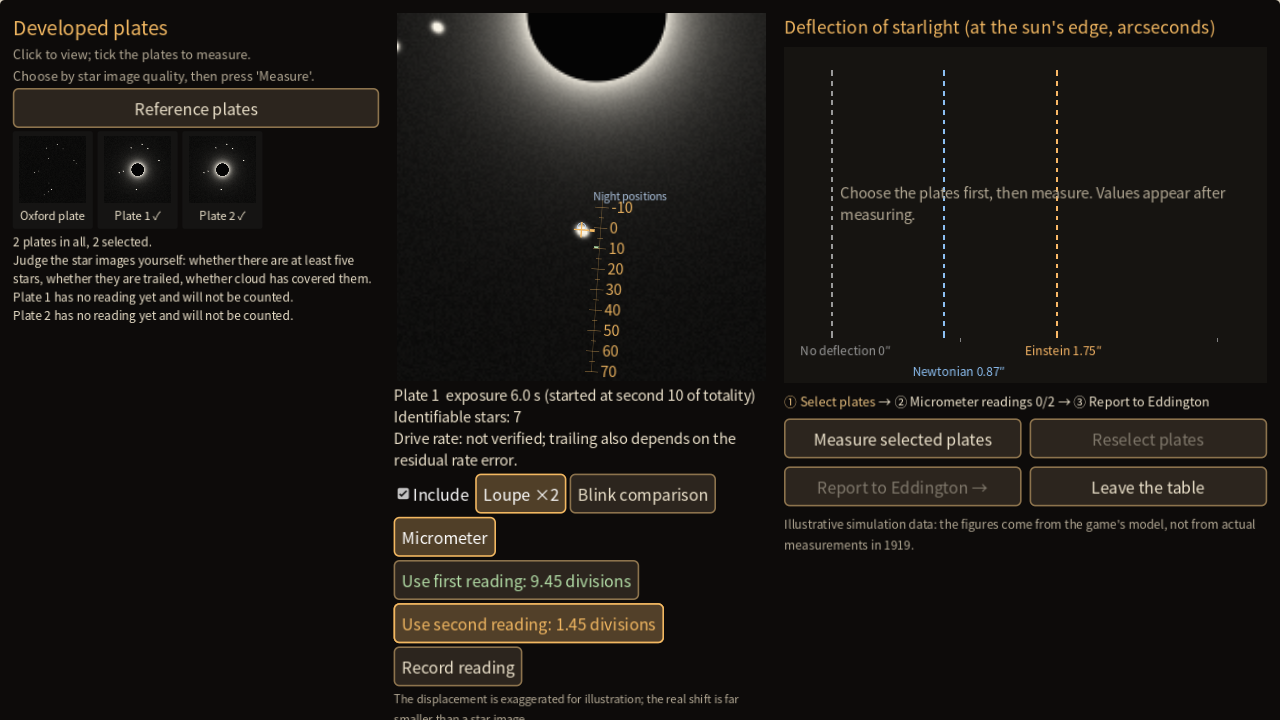 Developed plates
Click to view; tick the plates to measure.
Choose by star image quality, then press 'Measure'.
Reference plates
Oxford plate
Plate 1 ✓
Plate 2 ✓
2 plates in all, 2 selected.
Judge the star images yourself: whether there are at least five
stars, whether they are trailed, whether cloud has covered them.
Plate 1 has no reading yet and will not be counted.
Plate 2 has no reading yet and will not be counted.
Night positions
-10
0
10
20
30
40
50
60
70
Plate 1 exposure 6.0 s (started at second 10 of totality)
Identifiable stars: 7
Drive rate: not verified; trailing also depends on the
residual rate error.
Include
Loupe ×2
Blink comparison
Micrometer
Use first reading: 9.45 divisions
Use second reading: 1.45 divisions
Record reading
The displacement is exaggerated for illustration; the real shift is far
smaller than a star image.
Deflection of starlight (at the sun's edge, arcseconds)
Choose the plates first, then measure. Values appear after
measuring.
No deflection 0"
Einstein 1.75"
Newtonian 0.87"
① Select plates → ② Micrometer readings 0/2 → ③ Report to Eddington
Measure selected plates
Reselect plates
Report to Eddington →
Leave the table
Illustrative simulation data: the figures come from the game's model, not from actual
measurements in 1919.